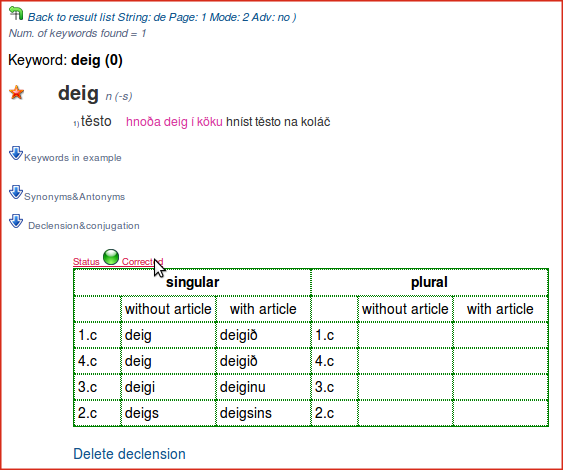 Back to result list String: de Page: 1 Mode: 2 Adv: no )
Num. of keywords found = 1
Keyword: deig (0)
deig n (-s)
1) těsto hnoða deig í köku hníst těsto na koláč
Keywords in example
Synonyms&Antonyms
Declension&conjugation
Status Corrected
singular plural
without article with article without article with article
1.c deig deigið 1.c
4.c deig deigið 4.c
3.c deigi deiginu 3.c
2.c deigs deigsins 2.c
Delete declension